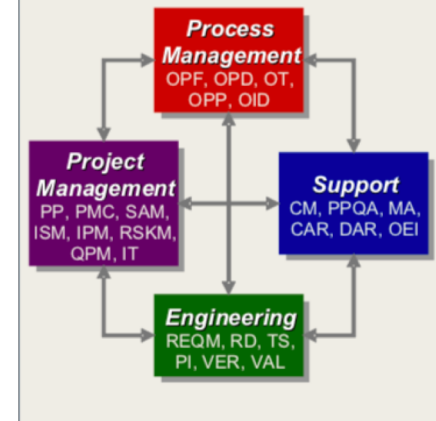 Process
Management
OPF, OPD, OT,
OPP, OID
Project
Management
PP, PMC, SAM,
ISM, IPM, RSKM,
QPM, IT
Support
CM, PPQA, MA,
CAR, DAR, OEI
Engineering
REQM, RD, TS,
PI, VER, VAL